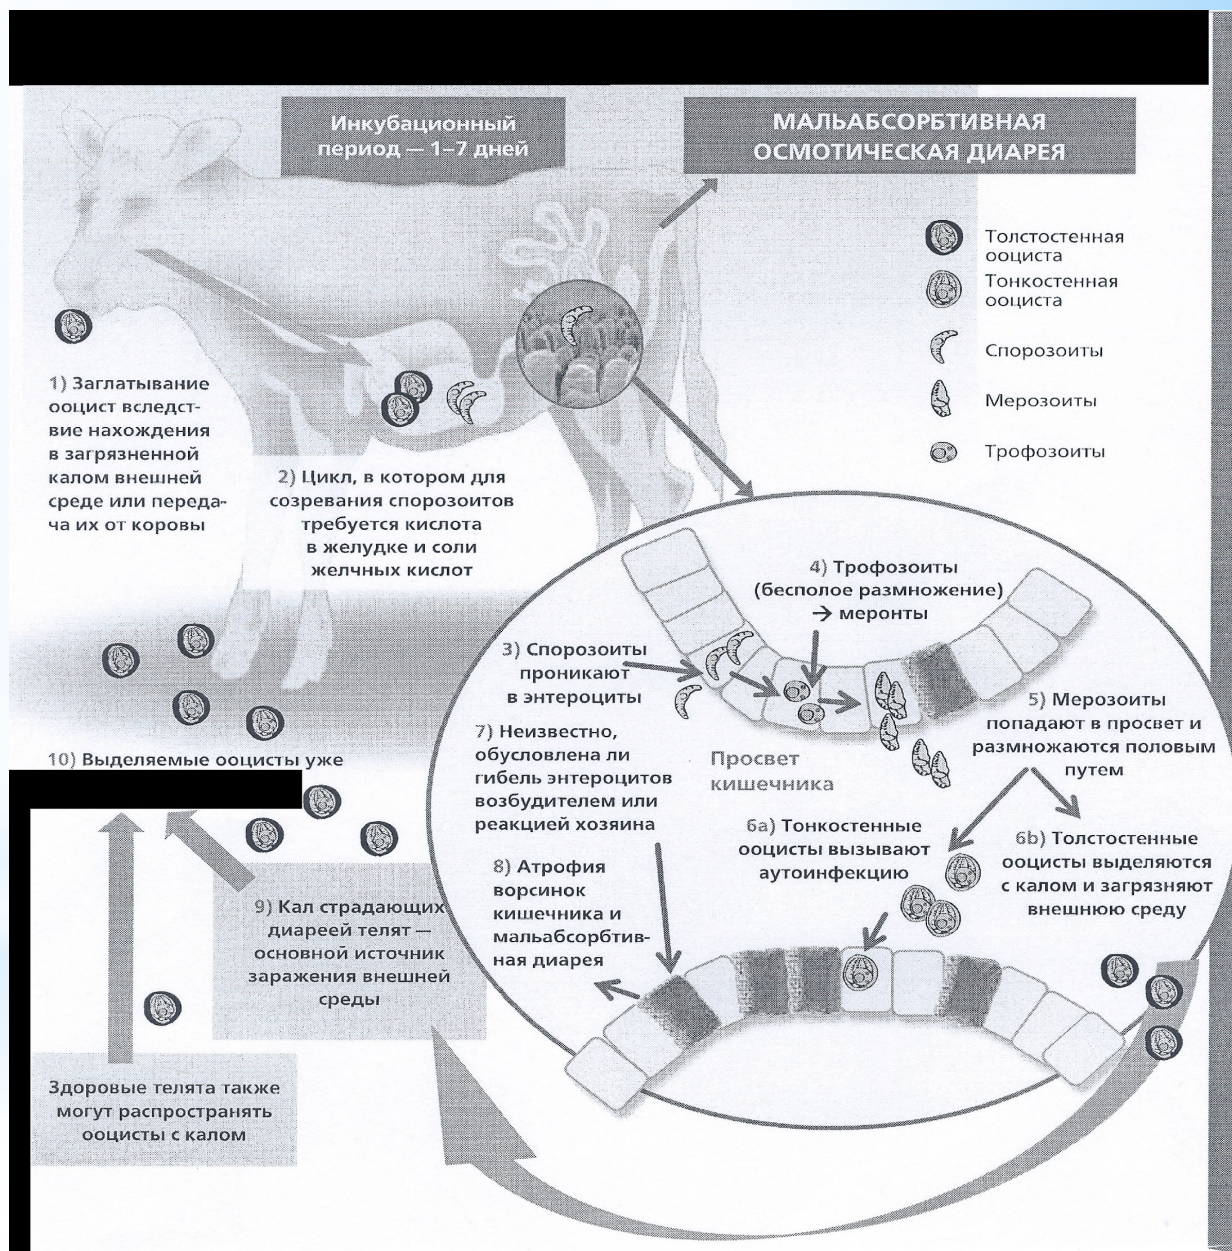 Инкубационный
период — 1–7 дней
МАЛЬАБСОРБТИВНАЯ
ОСМОТИЧЕСКАЯ ДИАРЕЯ
Толстостенная
ооциста
Тонкостенная
ооциста
Спорозоиты
Мерозоиты
Трофозоиты
1) Заглатывание
ооцист вследст-
вие нахождения
в загрязненной
калом внешней
среде или переда-
ча их от коровы
2) Цикл, в котором для
созревания спорозоитов
требуется кислота
в желудке и соли
желчных кислот
3) Спорозоиты
проникают
в энтероциты
4) Трофозоиты
(бесполое размножение)
→ меронты
5) Мерозоиты
попадают в просвет и
размножаются половым
путем
Просвет
кишечника
6a) Тонкостенные
ооцисты вызывают
аутоинфекцию
6b) Толстостенные
ооцисты выделяются
с калом и загрязняют
внешнюю среду
7) Неизвестно,
обусловлена ли
гибель энтероцитов
возбудителем или
реакцией хозяина
8) Атрофия
ворсинок
кишечника и
мальабсорбтив-
ная диарея
9) Кал страдающих
диареей телят —
основной источник
заражения внешней
среды
10) Выделяемые ооцисты уже
Здоровые телята также
могут распространять
ооцисты с калом